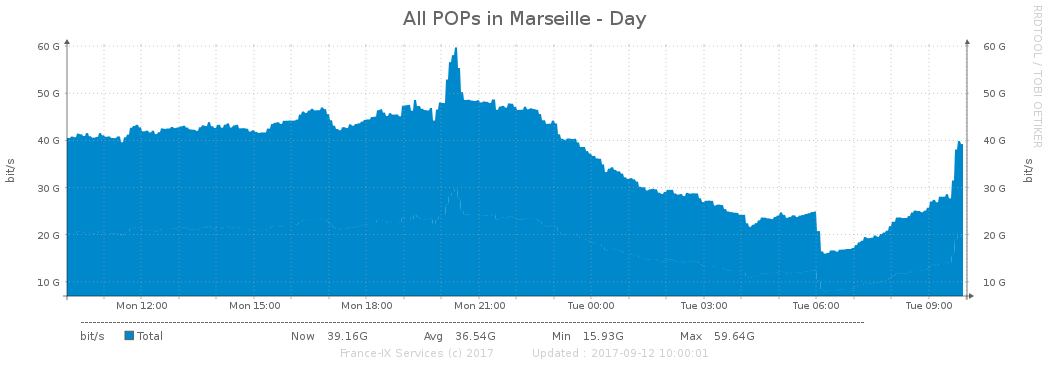 All POPs in Marseille - Day
RRDTOOL / TOBI OETIKER
bit/s
60 G
50 G
40 G
30 G
20 G
10 G
60 G
50 G
40 G
30 G
20 G
10 G
bit/s
Mon 12:00 Mon 15:00 Mon 18:00 Mon 21:00 Tue 00:00 Tue 03:00 Tue 06:00 Tue 09:00
bit/s Total Now 39.16G Avg 36.54G Min 15.93G Max 59.64G
France-IX Services (c) 2017 Updated : 2017-09-12 10:00:01